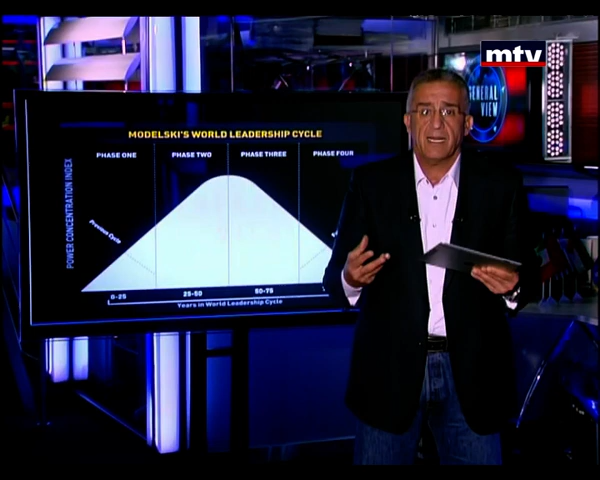 mtv
GENERAL
VIEW
MODELSKI'S WORLD LEADERSHIP CYCLE
PHASE ONE PHASE TWO PHASE THREE PHASE FOUR
POWER CONCENTRATION INDEX
Previous Cycle
0-25 25-50 50-75
Years in World Leadership Cycle